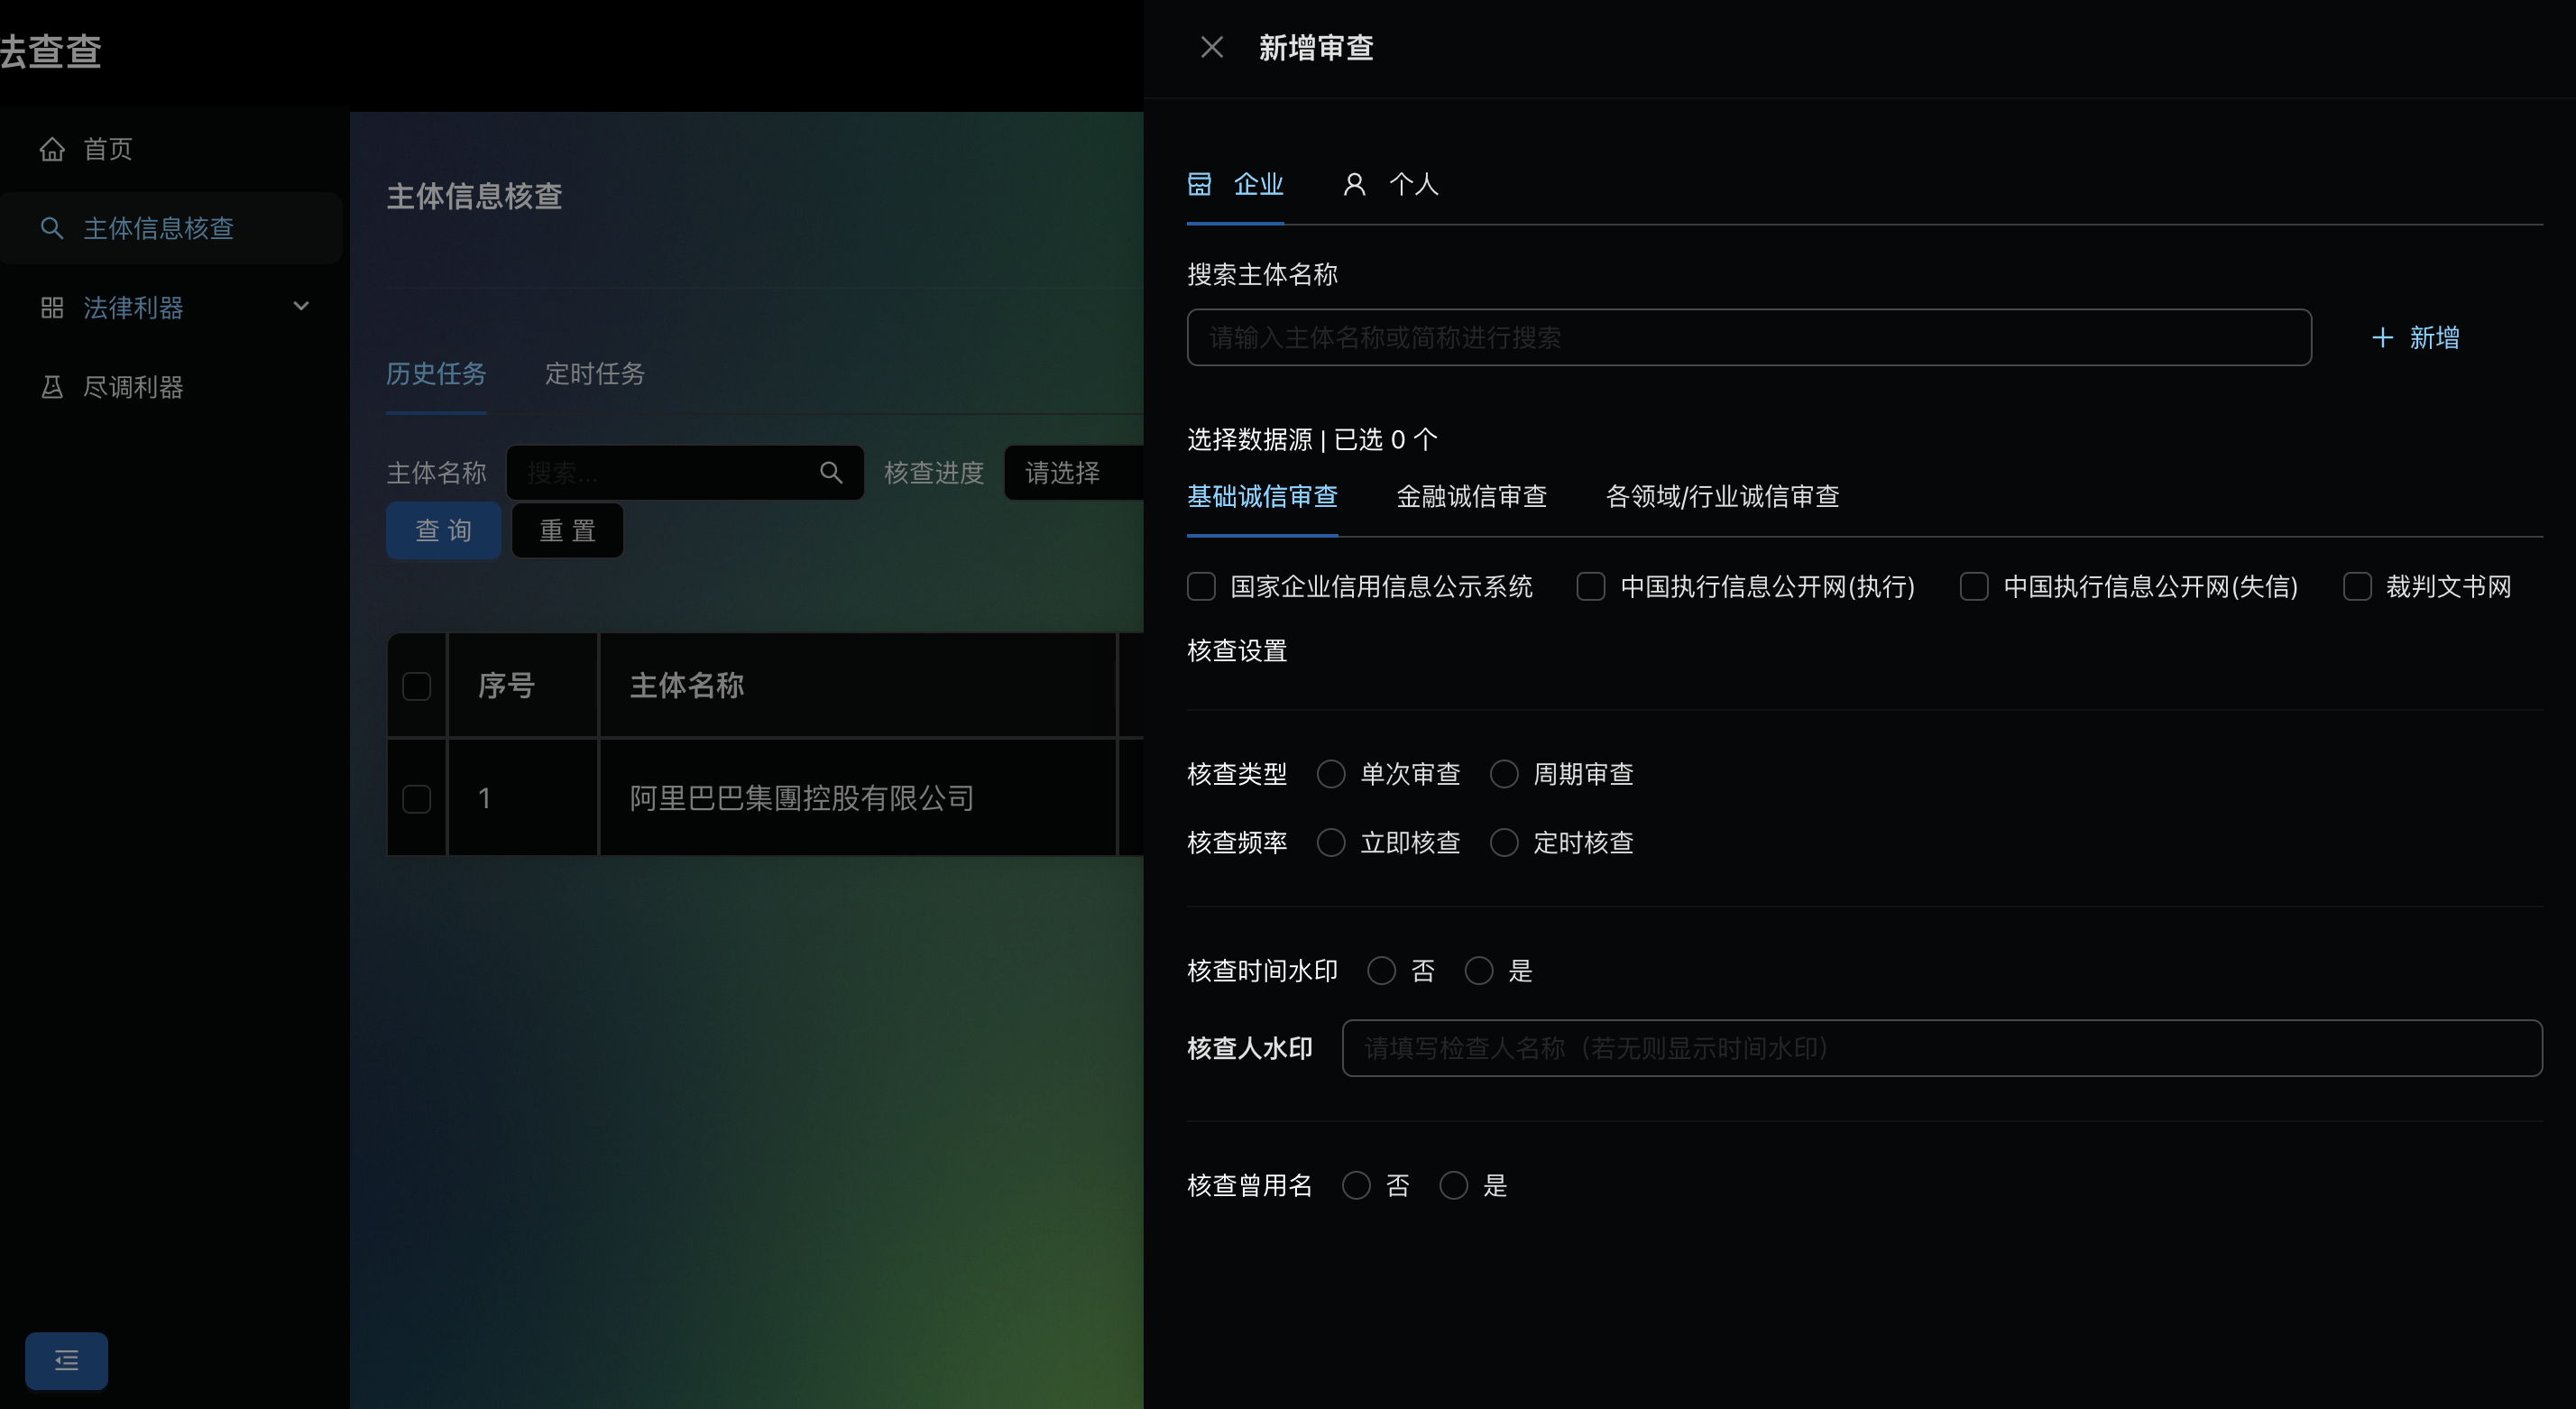 法查查
首页
主体信息核查
法律利器
尽调利器
主体信息核查
历史任务 定时任务
主体名称 搜索... 核查进度 请选择
查 询 重 置
序号 主体名称
1 阿里巴巴集團控股有限公司
新增审查
企业 个人
搜索主体名称
请输入主体名称或简称进行搜索 新增
选择数据源 | 已选 0 个
基础诚信审查 金融诚信审查 各领域/行业诚信审查
国家企业信用信息公示系统 中国执行信息公开网(执行) 中国执行信息公开网(失信) 裁判文书网
核查设置
核查类型 单次审查 周期审查
核查频率 立即核查 定时核查
核查时间水印 否 是
核查人水印 请填写检查人名称（若无则显示时间水印）
核查曾用名 否 是